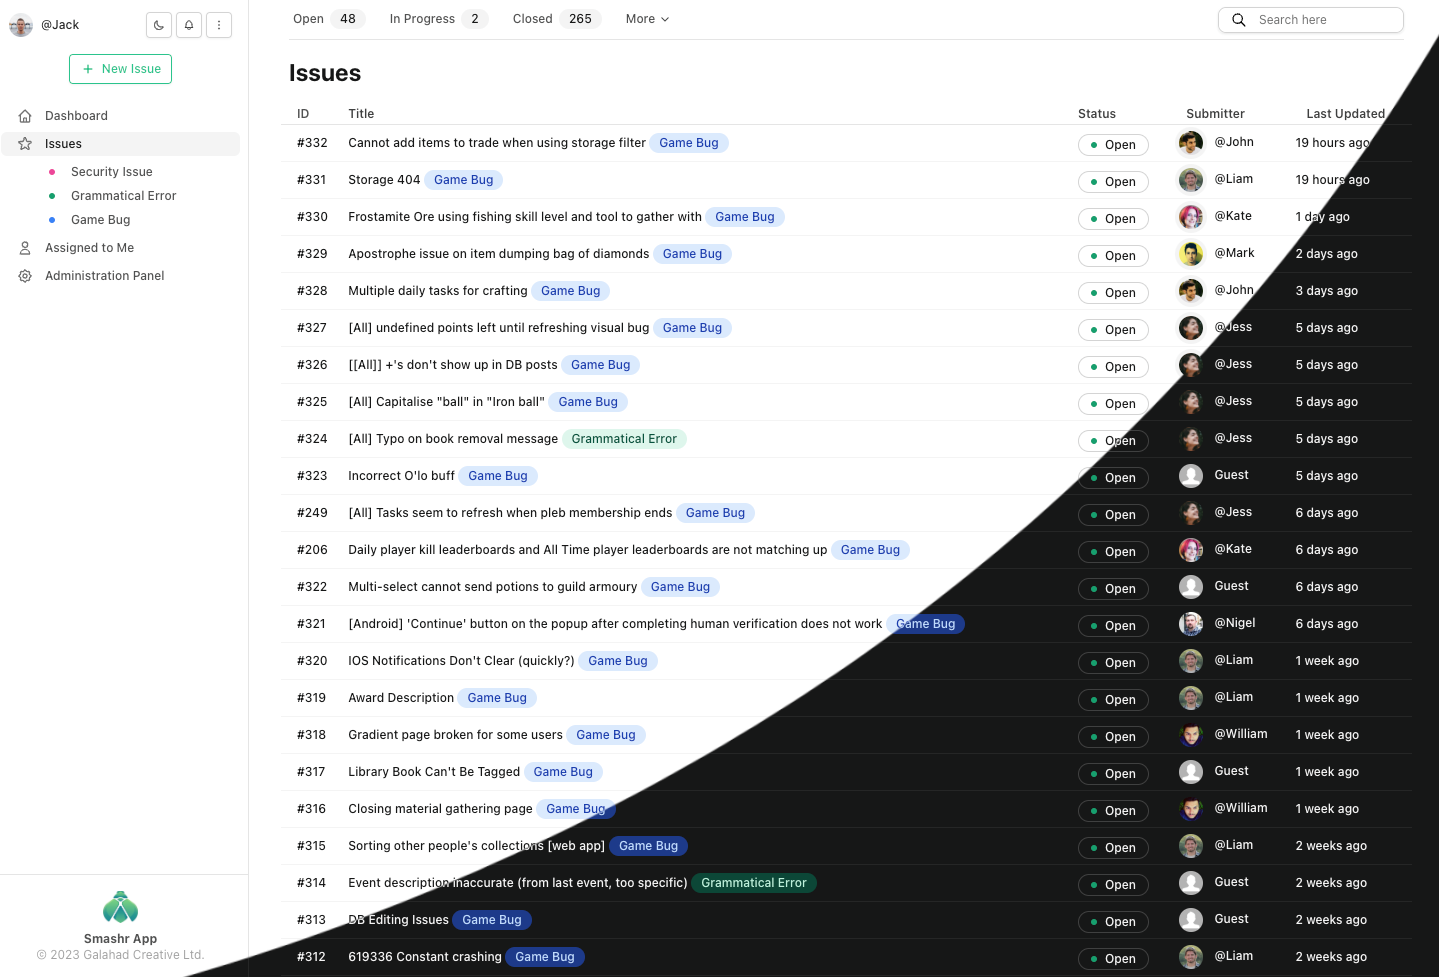 @Jack
New Issue
Dashboard
Issues
Security Issue
Grammatical Error
Game Bug
Assigned to Me
Administration Panel
Smashr App
© 2023 Galahad Creative Ltd.
Open 48 In Progress 2 Closed 265 More Search here
Issues
ID Title Status Submitter Last Updated
#332 Cannot add items to trade when using storage filter Game Bug Open @John 19 hours ago
#331 Storage 404 Game Bug Open @Liam 19 hours ago
#330 Frostamite Ore using fishing skill level and tool to gather with Game Bug Open @Kate 1 day ago
#329 Apostrophe issue on item dumping bag of diamonds Game Bug Open @Mark 2 days ago
#328 Multiple daily tasks for crafting Game Bug Open @John 3 days ago
#327 [All] undefined points left until refreshing visual bug Game Bug Open @Jess 5 days ago
#326 [[All]] +'s don't show up in DB posts Game Bug Open @Jess 5 days ago
#325 [All] Capitalise "ball" in "Iron ball" Game Bug Open @Jess 5 days ago
#324 [All] Typo on book removal message Grammatical Error Open @Jess 5 days ago
#323 Incorrect O'lo buff Game Bug Open Guest 5 days ago
#249 [All] Tasks seem to refresh when pleb membership ends Game Bug Open @Jess 6 days ago
#206 Daily player kill leaderboards and All Time player leaderboards are not matching up Game Bug Open @Kate 6 days ago
#322 Multi-select cannot send potions to guild armoury Game Bug Open Guest 6 days ago
#321 [Android] 'Continue' button on the popup after completing human verification does not work Game Bug Open @Nigel 6 days ago
#320 IOS Notifications Don't Clear (quickly?) Game Bug Open @Liam 1 week ago
#319 Award Description Game Bug Open @Liam 1 week ago
#318 Gradient page broken for some users Game Bug Open @William 1 week ago
#317 Library Book Can't Be Tagged Game Bug Open Guest 1 week ago
#316 Closing material gathering page Game Bug Open @William 1 week ago
#315 Sorting other people's collections [web app] Game Bug Open @Liam 2 weeks ago
#314 Event description inaccurate (from last event, too specific) Grammatical Error Open Guest 2 weeks ago
#313 DB Editing Issues Game Bug Open Guest 2 weeks ago
#312 619336 Constant crashing Game Bug Open @Liam 2 weeks ago